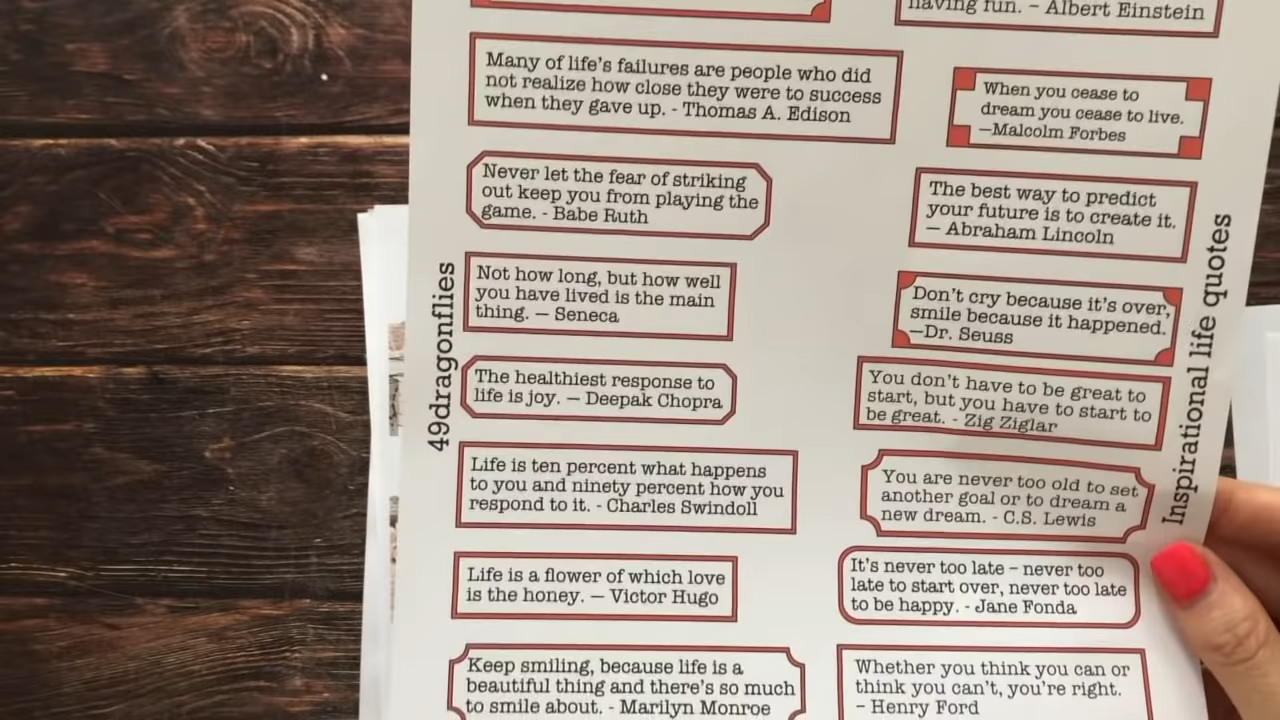 having fun. – Albert Einstein
Many of life's failures are people who did
not realize how close they were to success
when they gave up. - Thomas A. Edison
When you cease to
dream you cease to live.
—Malcolm Forbes
Never let the fear of striking
out keep you from playing the
game. - Babe Ruth
The best way to predict
your future is to create it.
— Abraham Lincoln
Not how long, but how well
you have lived is the main
thing. — Seneca
Don't cry because it's over,
smile because it happened.
—Dr. Seuss
The healthiest response to
life is joy. — Deepak Chopra
You don't have to be great to
start, but you have to start to
be great. - Zig Ziglar
Life is ten percent what happens
to you and ninety percent how you
respond to it. - Charles Swindoll
You are never too old to set
another goal or to dream a
new dream. - C.S. Lewis
Life is a flower of which love
is the honey. — Victor Hugo
It's never too late – never too
late to start over, never too late
to be happy. - Jane Fonda
Keep smiling, because life is a
beautiful thing and there's so much
to smile about. - Marilyn Monroe
Whether you think you can or
think you can't, you're right.
– Henry Ford
49dragonflies
Inspirational life quotes